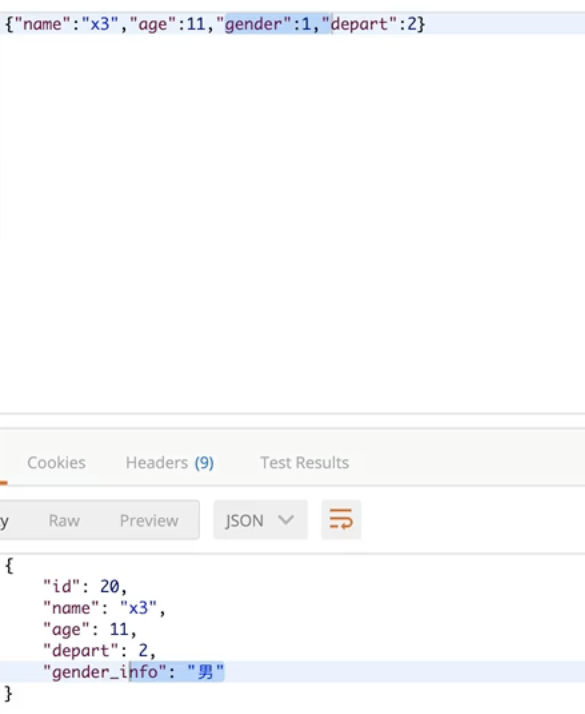 {"name":"x3","age":11,"gender":1,"depart":2}
Cookies Headers (9) Test Results
y Raw Preview JSON
{
"id": 20,
"name": "x3",
"age": 11,
"depart": 2,
"gender_info": "男"
}